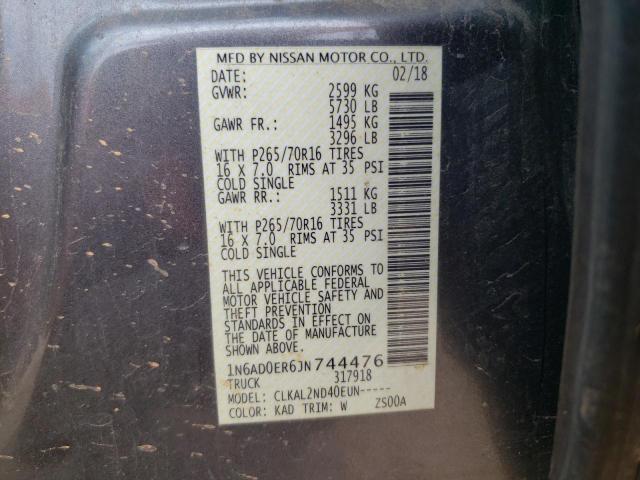 MFD BY NISSAN MOTOR CO., LTD.
DATE: 02/18
GVWR: 2599 KG
5730 LB
GAWR FR.: 1495 KG
3296 LB
WITH P265/70R16 TIRES
16 X 7.0 RIMS AT 35 PSI
COLD SINGLE
GAWR RR.: 1511 KG
3331 LB
WITH P265/70R16 TIRES
16 X 7.0 RIMS AT 35 PSI
COLD SINGLE
THIS VEHICLE CONFORMS TO
ALL APPLICABLE FEDERAL
MOTOR VEHICLE SAFETY AND
THEFT PREVENTION
STANDARDS IN EFFECT ON
THE DATE OF MANUFACTURE
SHOWN ABOVE.
1N6AD0ER6JN744476
TRUCK 317918
MODEL: CLKAL2ND40EUN-----
COLOR: KAD TRIM: W ZS00A